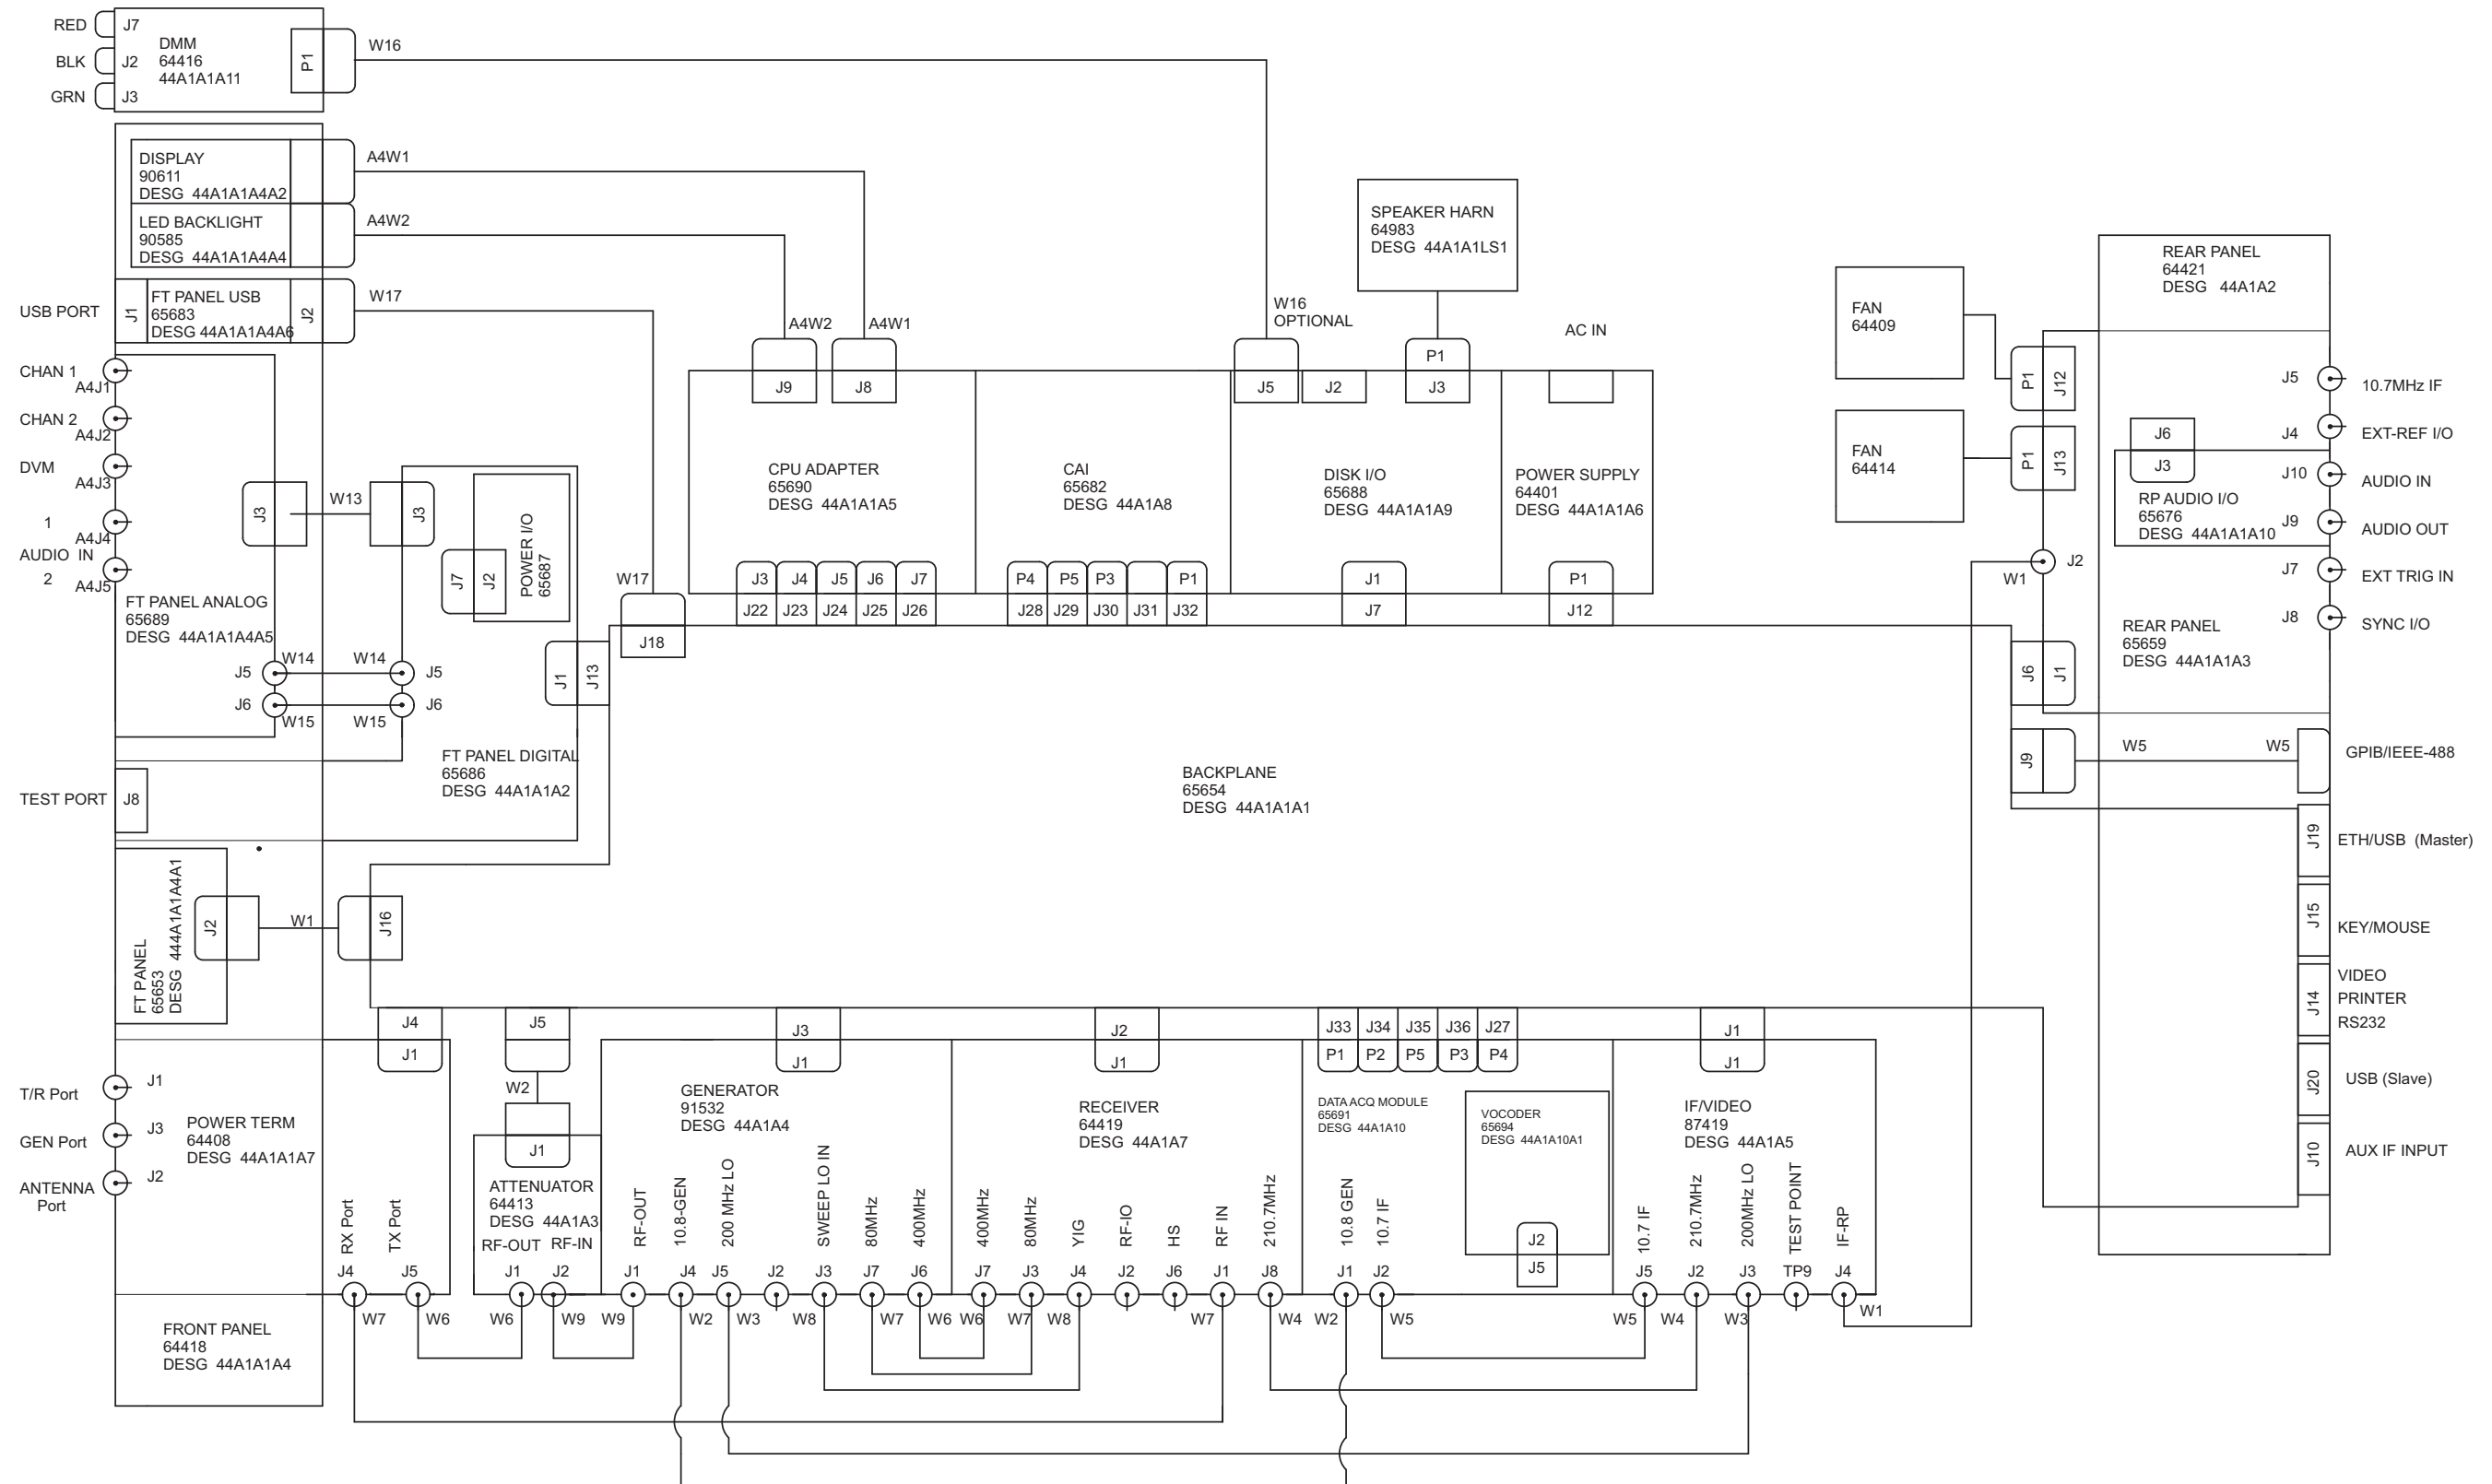 RED
J7
BLK
J2
GRN
J3
DMM
64416
44A1A1A11
P1
W16
DISPLAY
90611
DESG 44A1A1A4A2
A4W1
LED BACKLIGHT
90585
DESG 44A1A1A4A4
A4W2
USB PORT
J1
FT PANEL USB
65683
DESG 44A1A1A4A6
J2
W17
CHAN 1
A4J1
CHAN 2
A4J2
DVM
A4J3
1
A4J4
AUDIO IN
2
A4J5
FT PANEL ANALOG
65689
DESG 44A1A1A4A5
J3
W13
J3
J7
J2
POWER I/O
65687
J5
W14
W14
J5
J6
W15
W15
J6
J1
J13
W17
J18
FT PANEL DIGITAL
65686
DESG 44A1A1A2
TEST PORT
J8
FT PANEL
65653
DESG 444A1A1A4A1
J2
W1
J16
A4W2
A4W1
J9
J8
CPU ADAPTER
65690
DESG 44A1A1A5
J3
J4
J5
J6
J7
J22
J23
J24
J25
J26
CAI
65682
DESG 44A1A8
P4
P5
P3
P1
J28
J29
J30
J31
J32
W16
OPTIONAL
SPEAKER HARN
64983
DESG 44A1A1LS1
P1
J5
J2
J3
DISK I/O
65688
DESG 44A1A1A9
J1
J7
AC IN
POWER SUPPLY
64401
DESG 44A1A1A6
P1
J12
BACKPLANE
65654
DESG 44A1A1A1
FAN
64409
P1
J12
FAN
64414
P1
J13
W1
J2
J6
J1
J9
W5
W5
REAR PANEL
64421
DESG 44A1A2
J6
J3
RP AUDIO I/O
65676
DESG 44A1A1A10
REAR PANEL
65659
DESG 44A1A1A3
J5
10.7MHz IF
J4
EXT-REF I/O
J10
AUDIO IN
J9
AUDIO OUT
J7
EXT TRIG IN
J8
SYNC I/O
GPIB/IEEE-488
J19
ETH/USB (Master)
J15
KEY/MOUSE
J14
VIDEO
PRINTER
RS232
J20
USB (Slave)
J10
AUX IF INPUT
T/R Port
J1
GEN Port
J3
ANTENNA
Port
J2
POWER TERM
64408
DESG 44A1A1A7
J4
J1
RX Port
TX Port
J4
J5
W7
W6
FRONT PANEL
64418
DESG 44A1A1A4
J5
W2
J1
ATTENUATOR
64413
DESG 44A1A3
RF-OUT
RF-IN
J1
J2
W6
W9
J3
J1
GENERATOR
91532
DESG 44A1A4
RF-OUT
10.8-GEN
200 MHz LO
SWEEP LO IN
80MHz
400MHz
J1
J4
J5
J2
J3
J7
J6
W9
W2
W3
W8
W7
W6
J2
J1
RECEIVER
64419
DESG 44A1A7
400MHz
80MHz
YIG
RF-IO
HS
RF IN
210.7MHz
J7
J3
J4
J2
J6
J1
J8
W6
W7
W8
W7
W4
J33
J34
J35
J36
J27
P1
P2
P5
P3
P4
DATA ACQ MODULE
65691
DESG 44A1A10
10.8 GEN
10.7 IF
J1
J2
W2
W5
VOCODER
65694
DESG 44A1A10A1
J2
J5
J1
J1
IF/VIDEO
87419
DESG 44A1A5
10.7 IF
210.7MHz
200MHz LO
TEST POINT
IF-RP
J5
J2
J3
TP9
J4
W5
W4
W3
W1